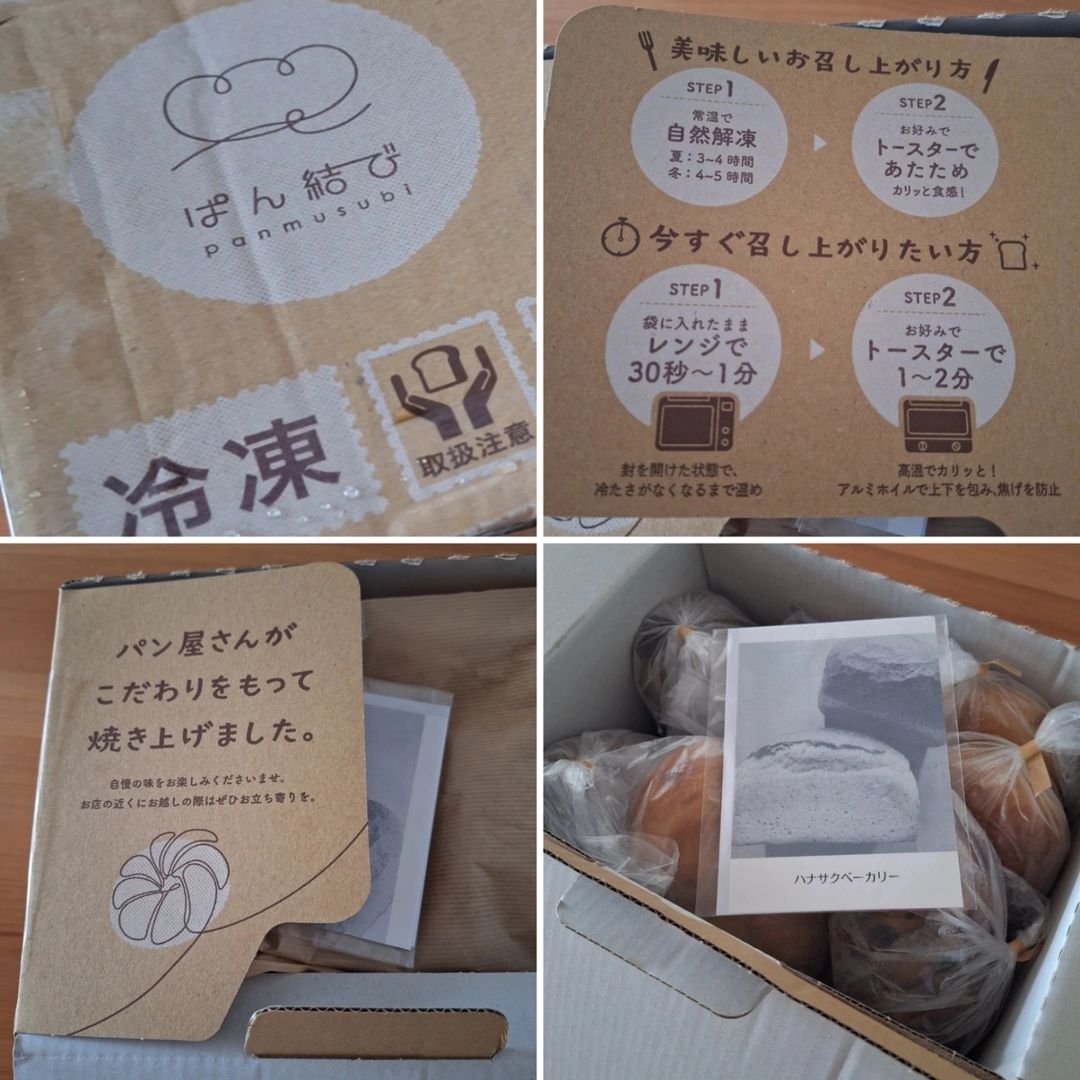 ぱん結び
panmusubi
冷凍
取扱注意
美味しいお召し上がり方
STEP1
常温で
自然解凍
夏：3~4時間
冬：4~5時間
STEP2
お好みで
トースターで
あたため
カリッと食感！
今すぐ召し上がりたい方
STEP1
袋に入れたまま
レンジで
30秒～1分
封を開けた状態で、
冷たさがなくなるまで温め
STEP2
お好みで
トースターで
1～2分
高温でカリッと！
アルミホイルで上下を包み、焦げを防止
パン屋さんが
こだわりをもって
焼き上げました。
自慢の味をお楽しみくださいませ。
お店の近くにお越しの際はぜひお立ち寄りを。
ハナサクベーカリー